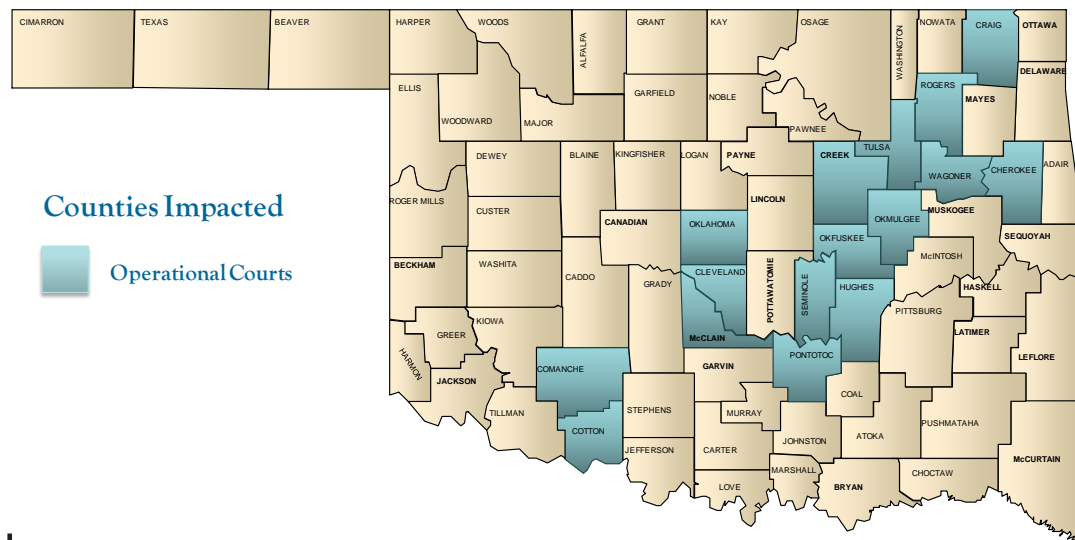 CIMARRON
TEXAS
BEAVER
HARPER
WOODS
ALFALFA
GRANT
KAY
OSAGE
WASHINGTON
NOWATA
CRAIG
OTTAWA
DELAWARE
ELLIS
WOODWARD
MAJOR
GARFIELD
NOBLE
PAWNEE
ROGERS
MAYES
DEWEY
BLAINE
KINGFISHER
LOGAN
PAYNE
CREEK
TULSA
WAGONER
CHEROKEE
ADAIR
Counties Impacted
Operational Courts
ROGER MILLS
CUSTER
CANADIAN
OKLAHOMA
LINCOLN
OKMULGEE
MUSKOGEE
SEQUOYAH
BECKHAM
WASHITA
CADDO
GRADY
CLEVELAND
POTTAWATOMIE
SEMINOLE
OKFUSKEE
HUGHES
McINTOSH
HASKELL
PITTSBURG
LATIMER
LEFLORE
GREER
KIOWA
HARMON
JACKSON
COMANCHE
McCLAIN
GARVIN
PONTOTOC
COAL
TILLMAN
COTTON
STEPHENS
MURRAY
JOHNSTON
ATOKA
PUSHMATAHA
McCURTAIN
JEFFERSON
CARTER
LOVE
MARSHALL
BRYAN
CHOCTAW